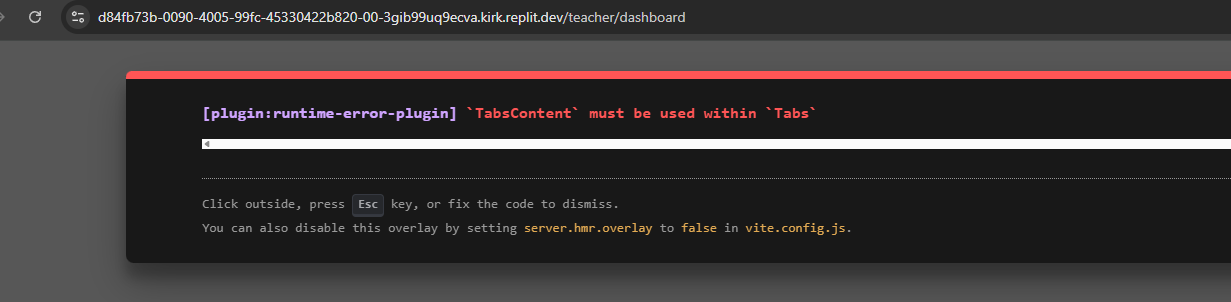 d84fb73b-0090-4005-99fc-45330422b820-00-3gib99uq9ecva.kirk.replit.dev/teacher/dashboard
[plugin:runtime-error-plugin] `TabsContent` must be used within `Tabs`
Click outside, press Esc key, or fix the code to dismiss.
You can also disable this overlay by setting server.hmr.overlay to false in vite.config.js.